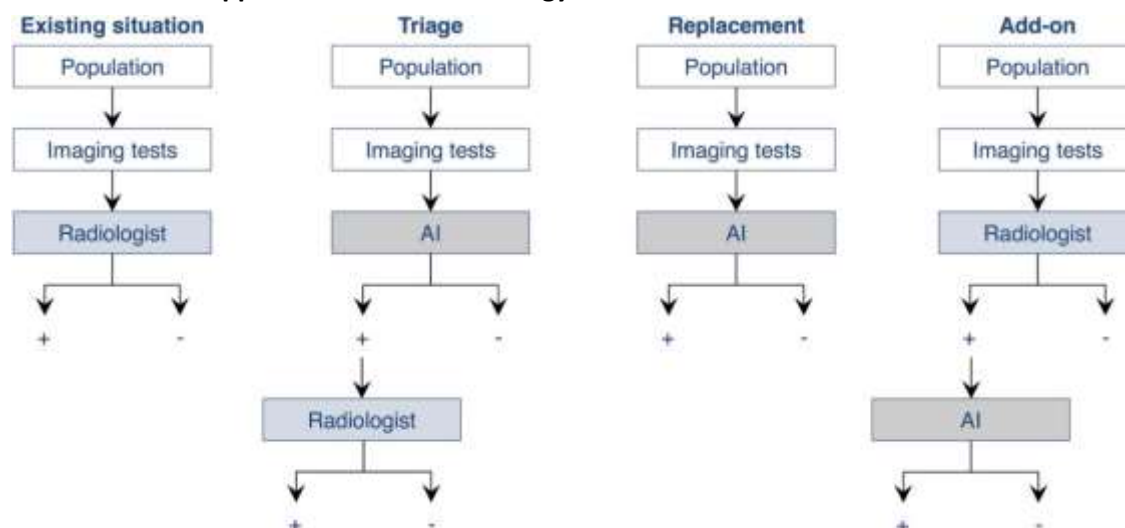 Existing situation
Triage
Replacement
Add-on
Population
Population
Population
Population
Imaging tests
Imaging tests
Imaging tests
Imaging tests
Radiologist
AI
AI
Radiologist
+
-
+
-
+
-
+
-
Radiologist
AI
+
-
+
-